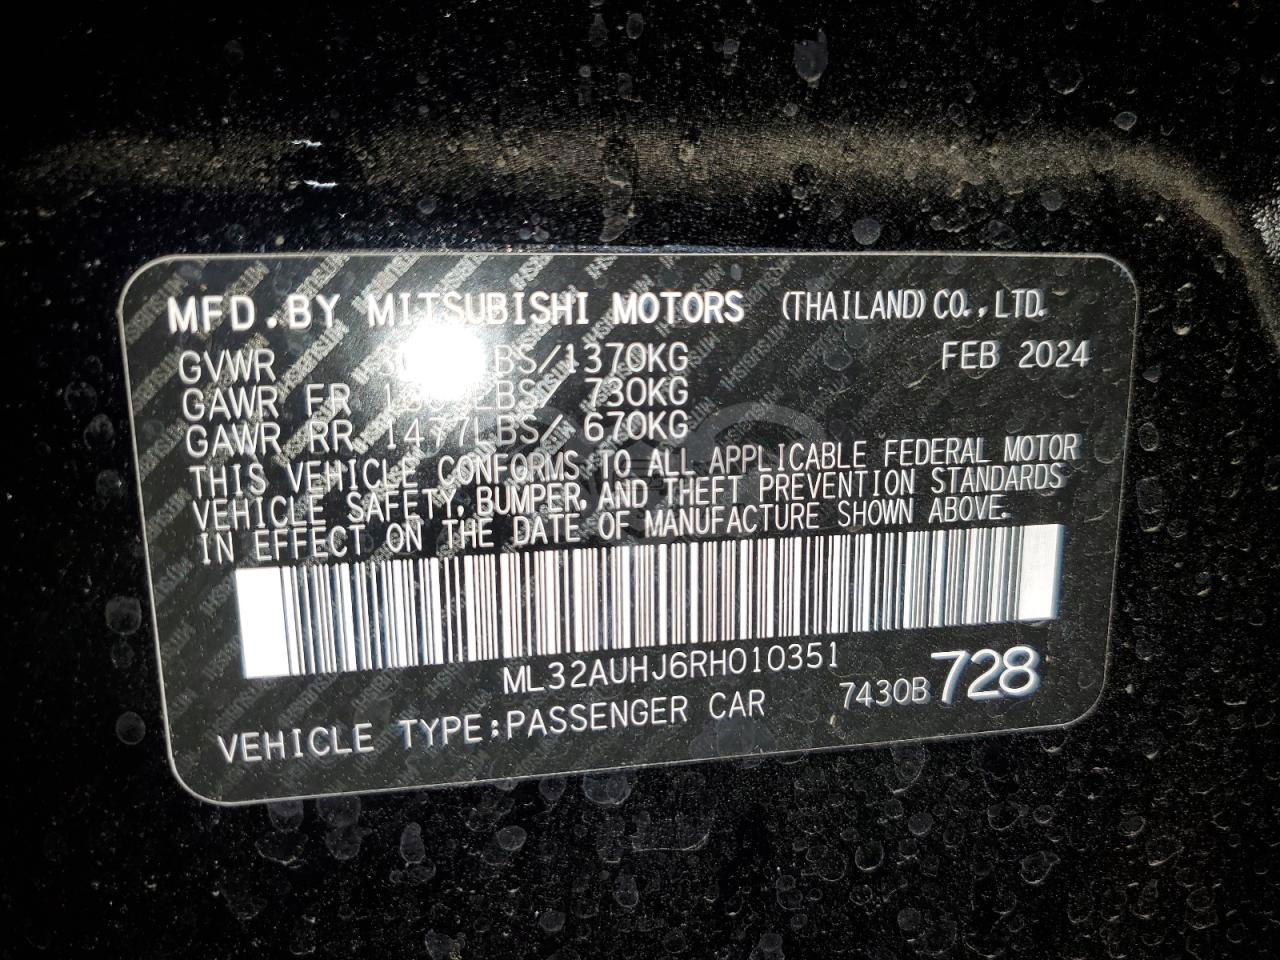 MFD.BY MITSUBISHI MOTORS (THAILAND) CO.,LTD.
GVWR LBS/1370KG FEB 2024
GAWR FR LBS/ 730KG
GAWR RR 1477LBS/ 670KG
THIS VEHICLE CONFORMS TO ALL APPLICABLE FEDERAL MOTOR
VEHICLE SAFETY, BUMPER, AND THEFT PREVENTION STANDARDS
IN EFFECT ON THE DATE OF MANUFACTURE SHOWN ABOVE.
ML32AUHJ6RH010351
7430B 728
VEHICLE TYPE:PASSENGER CAR